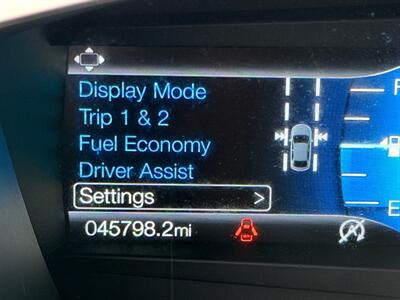 Display Mode
Trip 1 & 2
Fuel Economy
Driver Assist
Settings >
045798.2mi
F
E